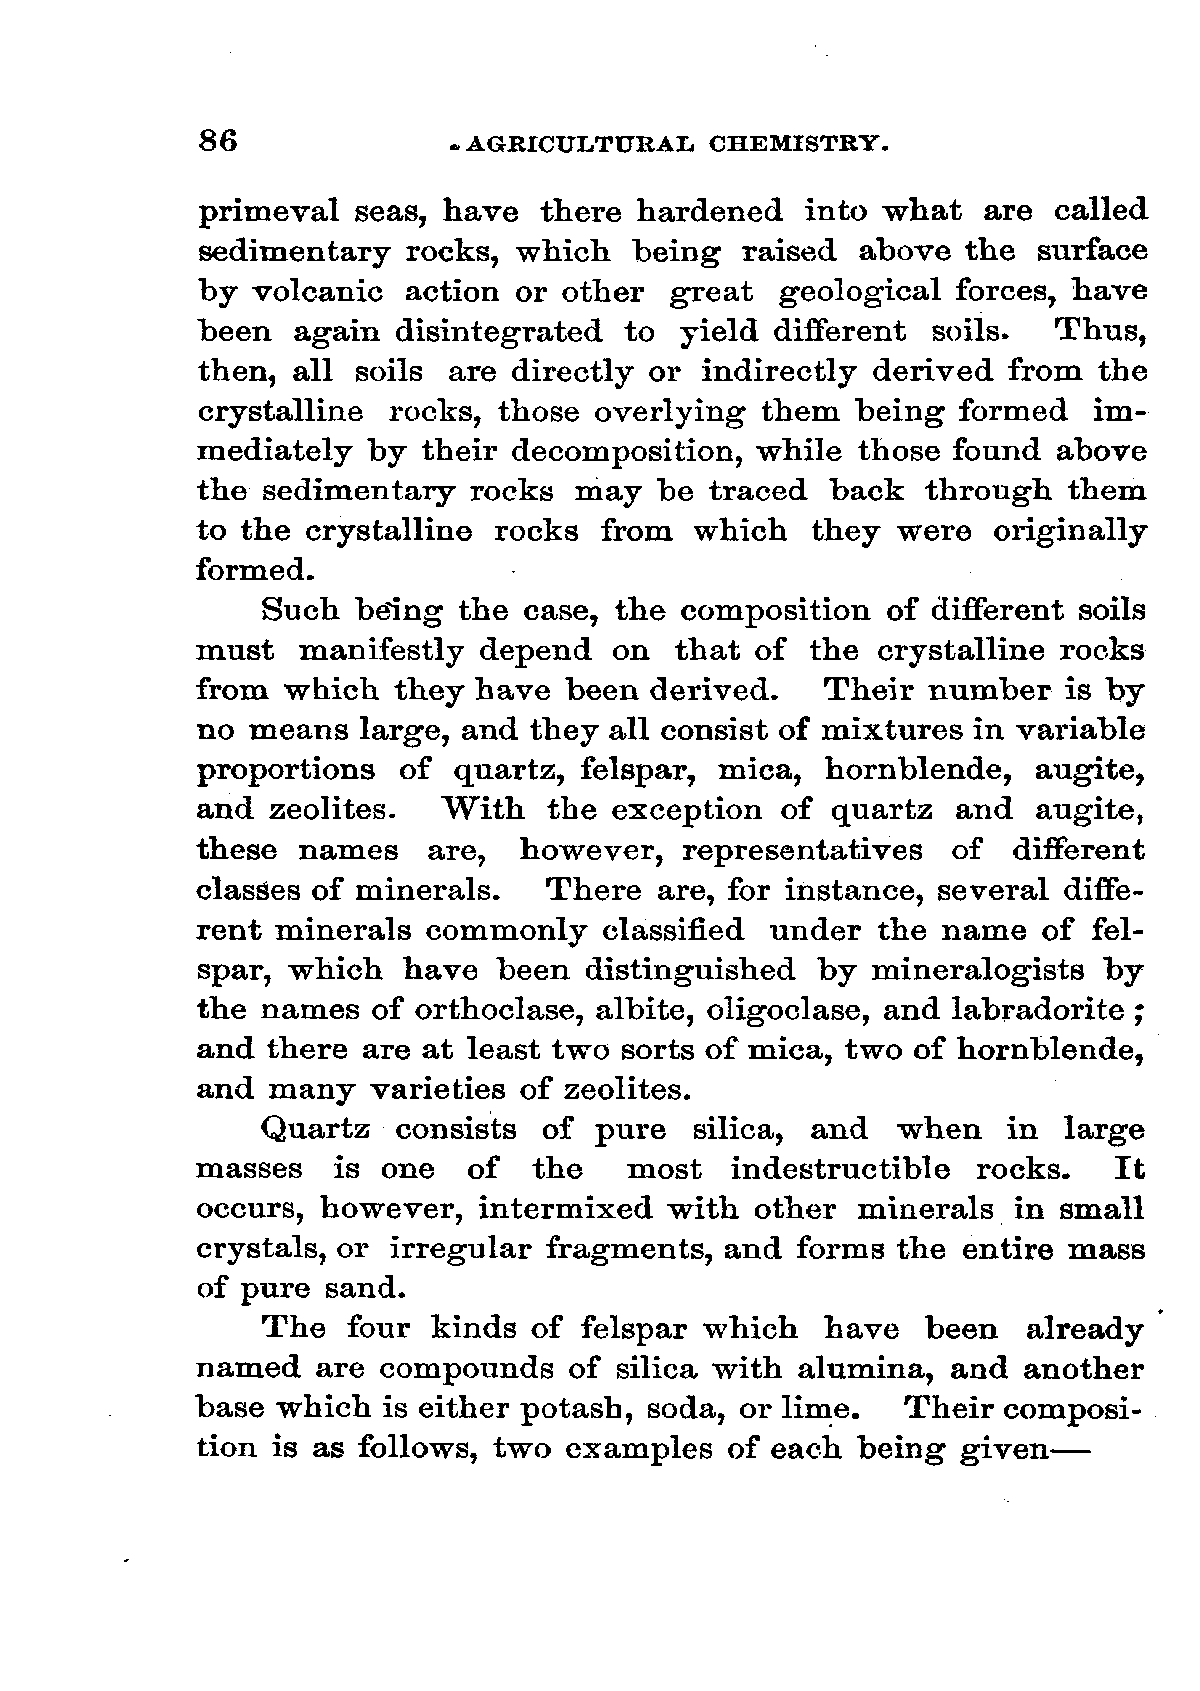 86 AGRICULTURAL CHEMISTRY.
primeval seas, have there hardened into what are called
sedimentary rocks, which being raised above the surface
by volcanic action or other great geological forces, have
been again disintegrated to yield different soils. Thus,
then, all soils are directly or indirectly derived from the
crystalline rocks, those overlying them being formed im-
mediately by their decomposition, while those found above
the sedimentary rocks may be traced back through them
to the crystalline rocks from which they were originally
formed.
Such being the case, the composition of different soils
must manifestly depend on that of the crystalline rocks
from which they have been derived. Their number is by
no means large, and they all consist of mixtures in variable
proportions of quartz, felspar, mica, hornblende, augite,
and zeolites. With the exception of quartz and augite,
these names are, however, representatives of different
classes of minerals. There are, for instance, several diffe-
rent minerals commonly classified under the name of fel-
spar, which have been distinguished by mineralogists by
the names of orthoclase, albite, oligoclase, and labradorite ;
and there are at least two sorts of mica, two of hornblende,
and many varieties of zeolites.
Quartz consists of pure silica, and when in large
masses is one of the most indestructible rocks. It
occurs, however, intermixed with other minerals in small
crystals, or irregular fragments, and forms the entire mass
of pure sand.
The four kinds of felspar which have been already
named are compounds of silica with alumina, and another
base which is either potash, soda, or lime. Their composi-
tion is as follows, two examples of each being given—